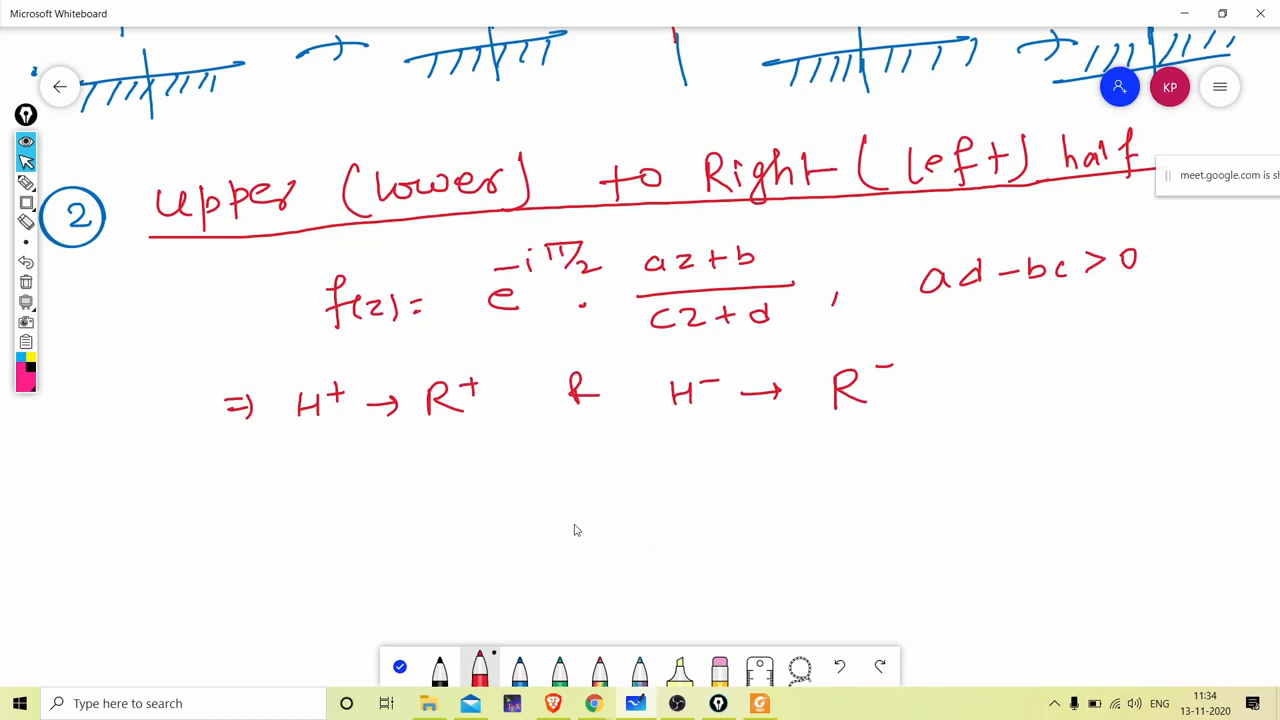 Microsoft Whiteboard
KP
2 Upper (lower) to Right (left) half
meet.google.com is sh
f(z) = e^{-iπ/2} · \frac{az+b}{cz+d} , ad-bc>0
⇒ H⁺ → R⁺ & H⁻ → R⁻
Type here to search
ENG
11:34
13-11-2020